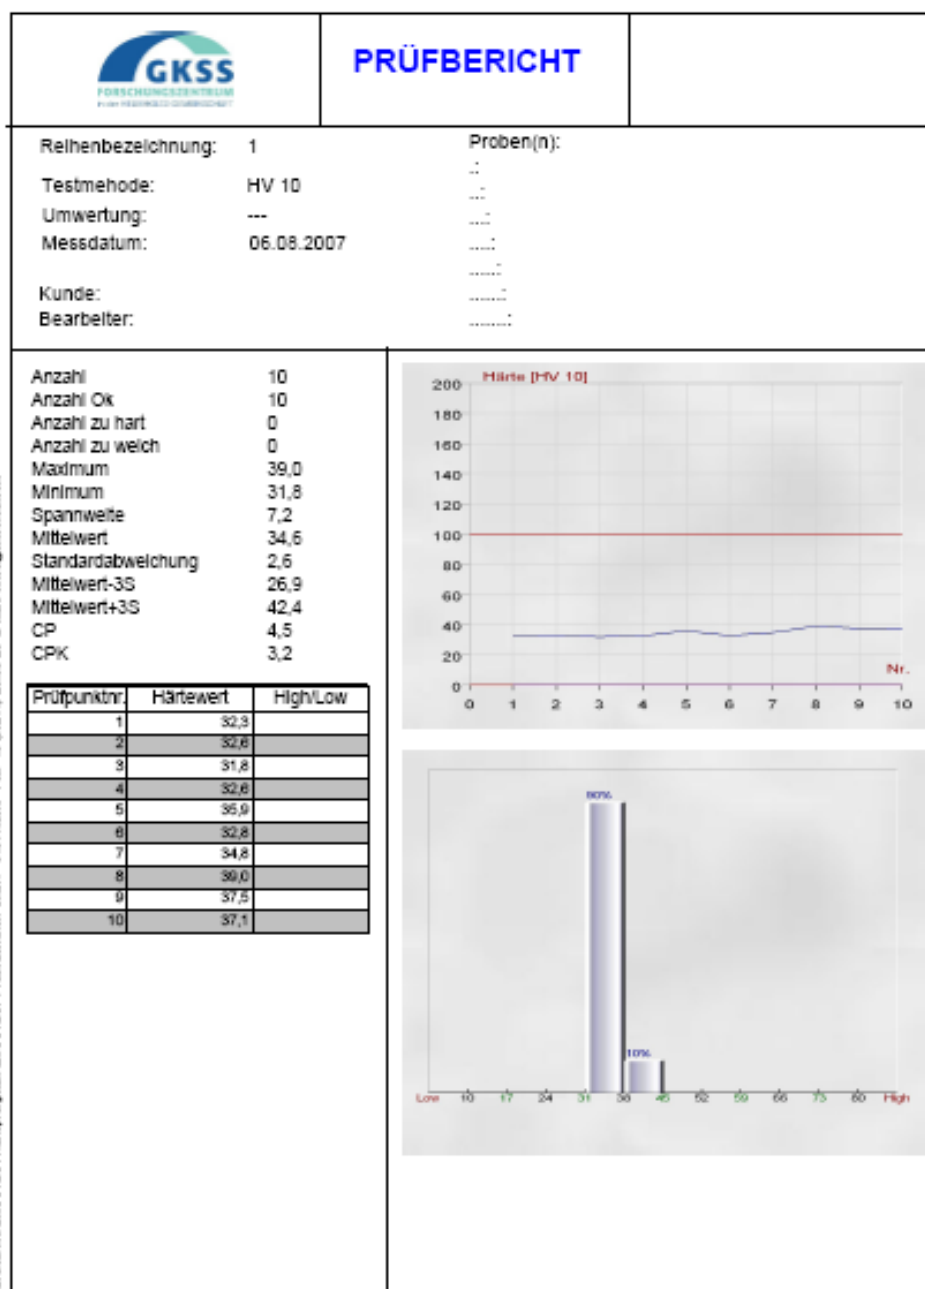 GKSS
FORSCHUNGSZENTRUM
in der HELMHOLTZ-GEMEINSCHAFT
PRÜFBERICHT
Reihenbezeichnung: 1
Testmehode: HV 10
Umwertung: ---
Messdatum: 06.08.2007
Kunde:
Bearbeiter:
Proben(n):
.:
...:
....:
.....:
......:
.......:
........:
Anzahl 10
Anzahl Ok 10
Anzahl zu hart 0
Anzahl zu weich 0
Maximum 39,0
Minimum 31,8
Spannweite 7,2
Mittelwert 34,6
Standardabweichung 2,6
Mittelwert-3S 26,9
Mittelwert+3S 42,4
CP 4,5
CPK 3,2
Prüfpunktnr. Härtewert High/Low
1 32,3
2 32,6
3 31,8
4 32,6
5 35,9
6 32,8
7 34,8
8 39,0
9 37,5
10 37,1
Härte [HV 10]
200
180
160
140
120
100
80
60
40
20
0
Nr.
0 1 2 3 4 5 6 7 8 9 10
90%
10%
Low 10 17 24 31 38 45 52 59 66 73 80 High